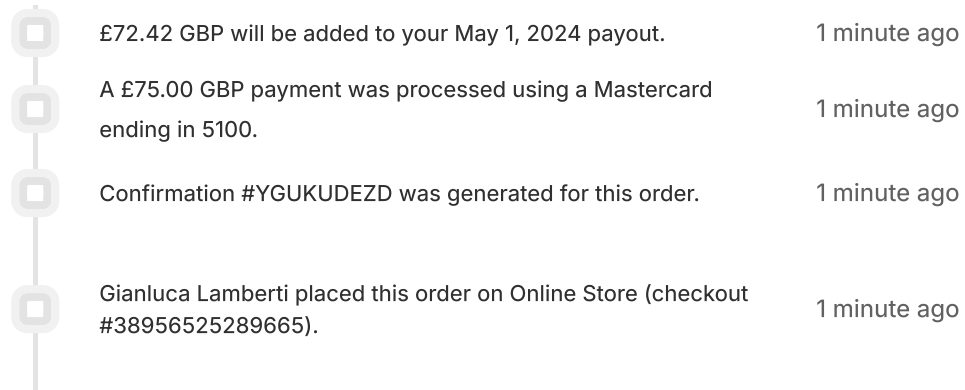 £72.42 GBP will be added to your May 1, 2024 payout. 1 minute ago
A £75.00 GBP payment was processed using a Mastercard
ending in 5100. 1 minute ago
Confirmation #YGUKUDEZD was generated for this order. 1 minute ago
Gianluca Lamberti placed this order on Online Store (checkout
#38956525289665). 1 minute ago